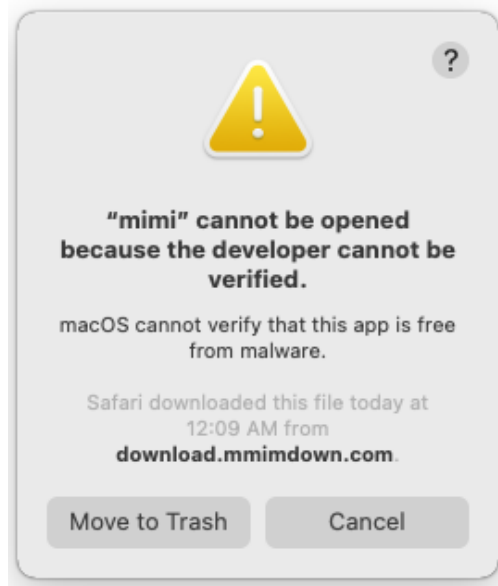 ?
“mimi” cannot be opened
because the developer cannot be
verified.
macOS cannot verify that this app is free
from malware.
Safari downloaded this file today at
12:09 AM from
download.mmimdown.com.
Move to Trash
Cancel